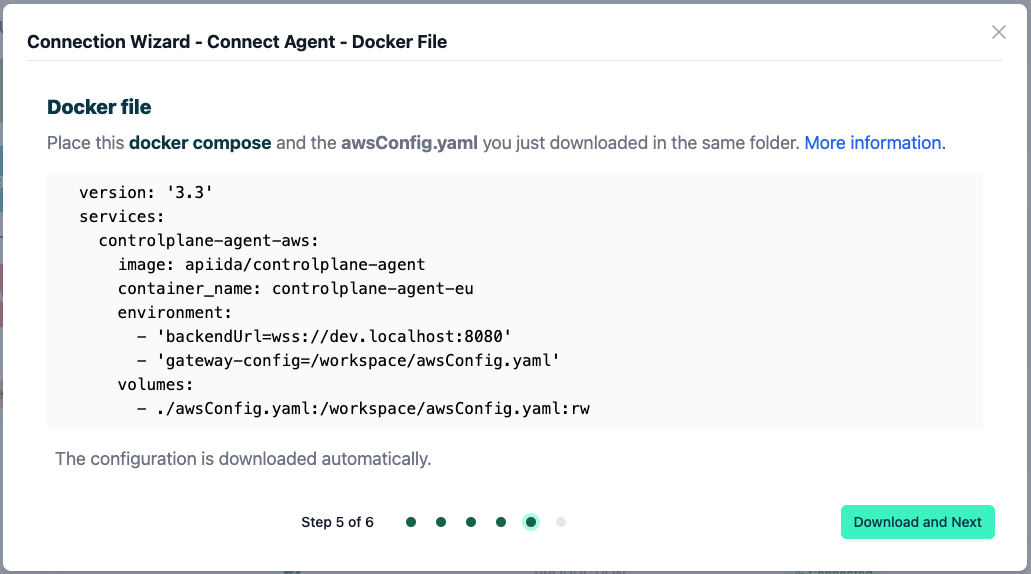 Connection Wizard - Connect Agent - Docker File
Docker file
Place this docker compose and the awsConfig.yaml you just downloaded in the same folder. More information.
version: '3.3'
services:
  controlplane-agent-aws:
    image: apiida/controlplane-agent
    container_name: controlplane-agent-eu
    environment:
      - 'backendUrl=wss://dev.localhost:8080'
      - 'gateway-config=/workspace/awsConfig.yaml'
    volumes:
      - ./awsConfig.yaml:/workspace/awsConfig.yaml:rw
The configuration is downloaded automatically.
Step 5 of 6
Download and Next